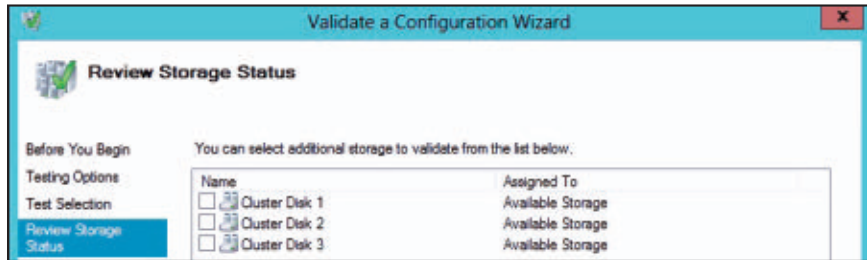 Validate a Configuration Wizard
x
Review Storage Status
Before You Begin
You can select additional storage to validate from the list below.
Testing Options
Name Assigned To
Test Selection
Cluster Disk 1 Available Storage
Cluster Disk 2 Available Storage
Review Storage Status
Cluster Disk 3 Available Storage